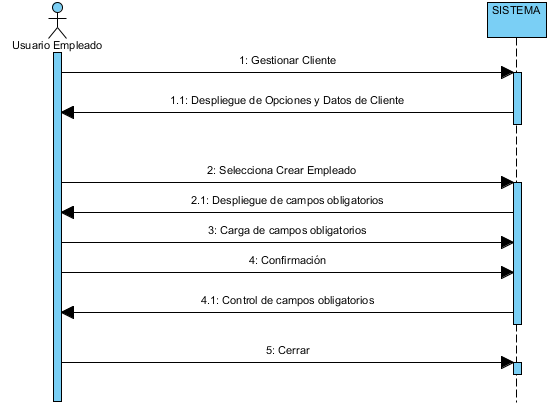 SISTEMA
Usuario Empleado
1: Gestionar Cliente
1.1: Despliegue de Opciones y Datos de Cliente
2: Selecciona Crear Empleado
2.1: Despliegue de campos obligatorios
3: Carga de campos obligatorios
4: Confirmación
4.1: Control de campos obligatorios
5: Cerrar